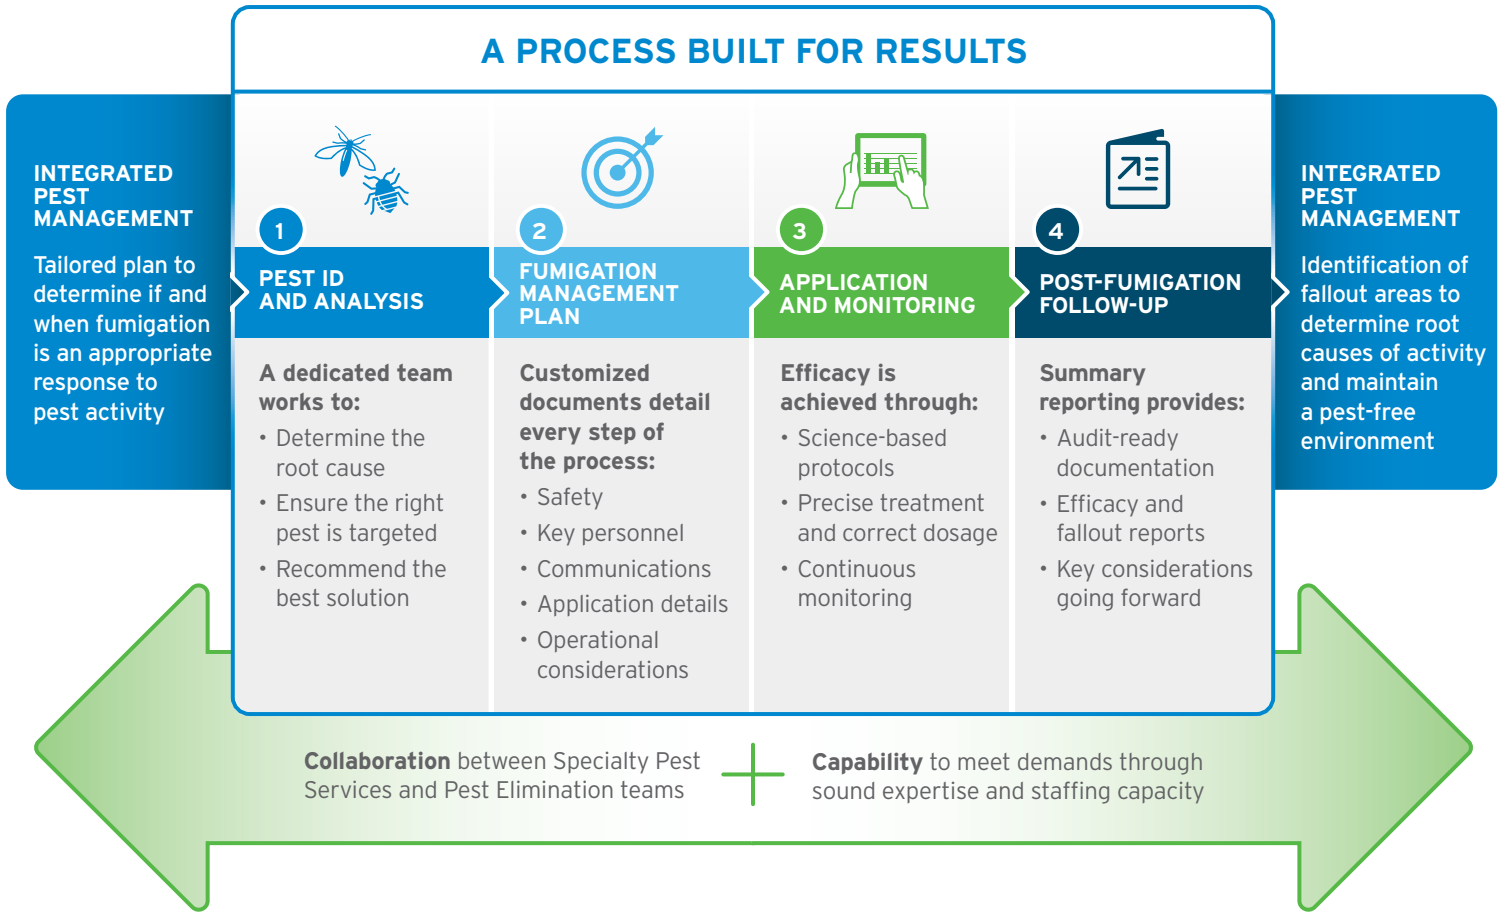 A PROCESS BUILT FOR RESULTS
INTEGRATED
PEST
MANAGEMENT
Tailored plan to
determine if and
when fumigation
is an appropriate
response to
pest activity
1
PEST ID
AND ANALYSIS
A dedicated team
works to:
• Determine the
root cause
• Ensure the right
pest is targeted
• Recommend the
best solution
2
FUMIGATION
MANAGEMENT
PLAN
Customized
documents detail
every step of
the process:
• Safety
• Key personnel
• Communications
• Application details
• Operational
considerations
3
APPLICATION
AND MONITORING
Efficacy is
achieved through:
• Science-based
protocols
• Precise treatment
and correct dosage
• Continuous
monitoring
4
POST-FUMIGATION
FOLLOW-UP
Summary
reporting provides:
• Audit-ready
documentation
• Efficacy and
fallout reports
• Key considerations
going forward
INTEGRATED
PEST
MANAGEMENT
Identification of
fallout areas to
determine root
causes of activity
and maintain
a pest-free
environment
Collaboration between Specialty Pest
Services and Pest Elimination teams
+
Capability to meet demands through
sound expertise and staffing capacity